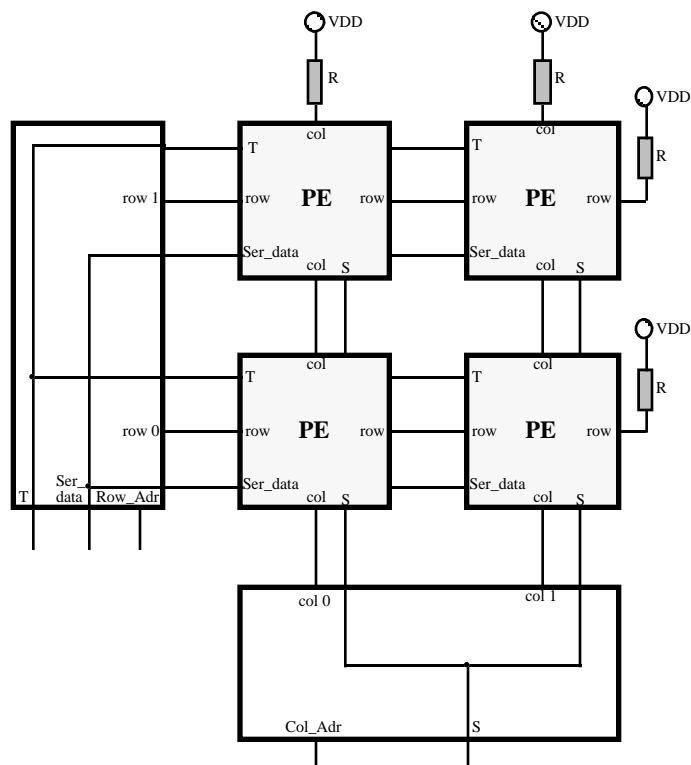 VDD VDD
R R VDD
col col R
T T
row 1 row PE row PE row
Ser_data Ser_data
col S col S
VDD
col col
T T R
row 0 row PE row PE row
Ser_data Ser_data
T Ser_ data Row_Adr col S col S
col 0 col 1
Col_Adr S